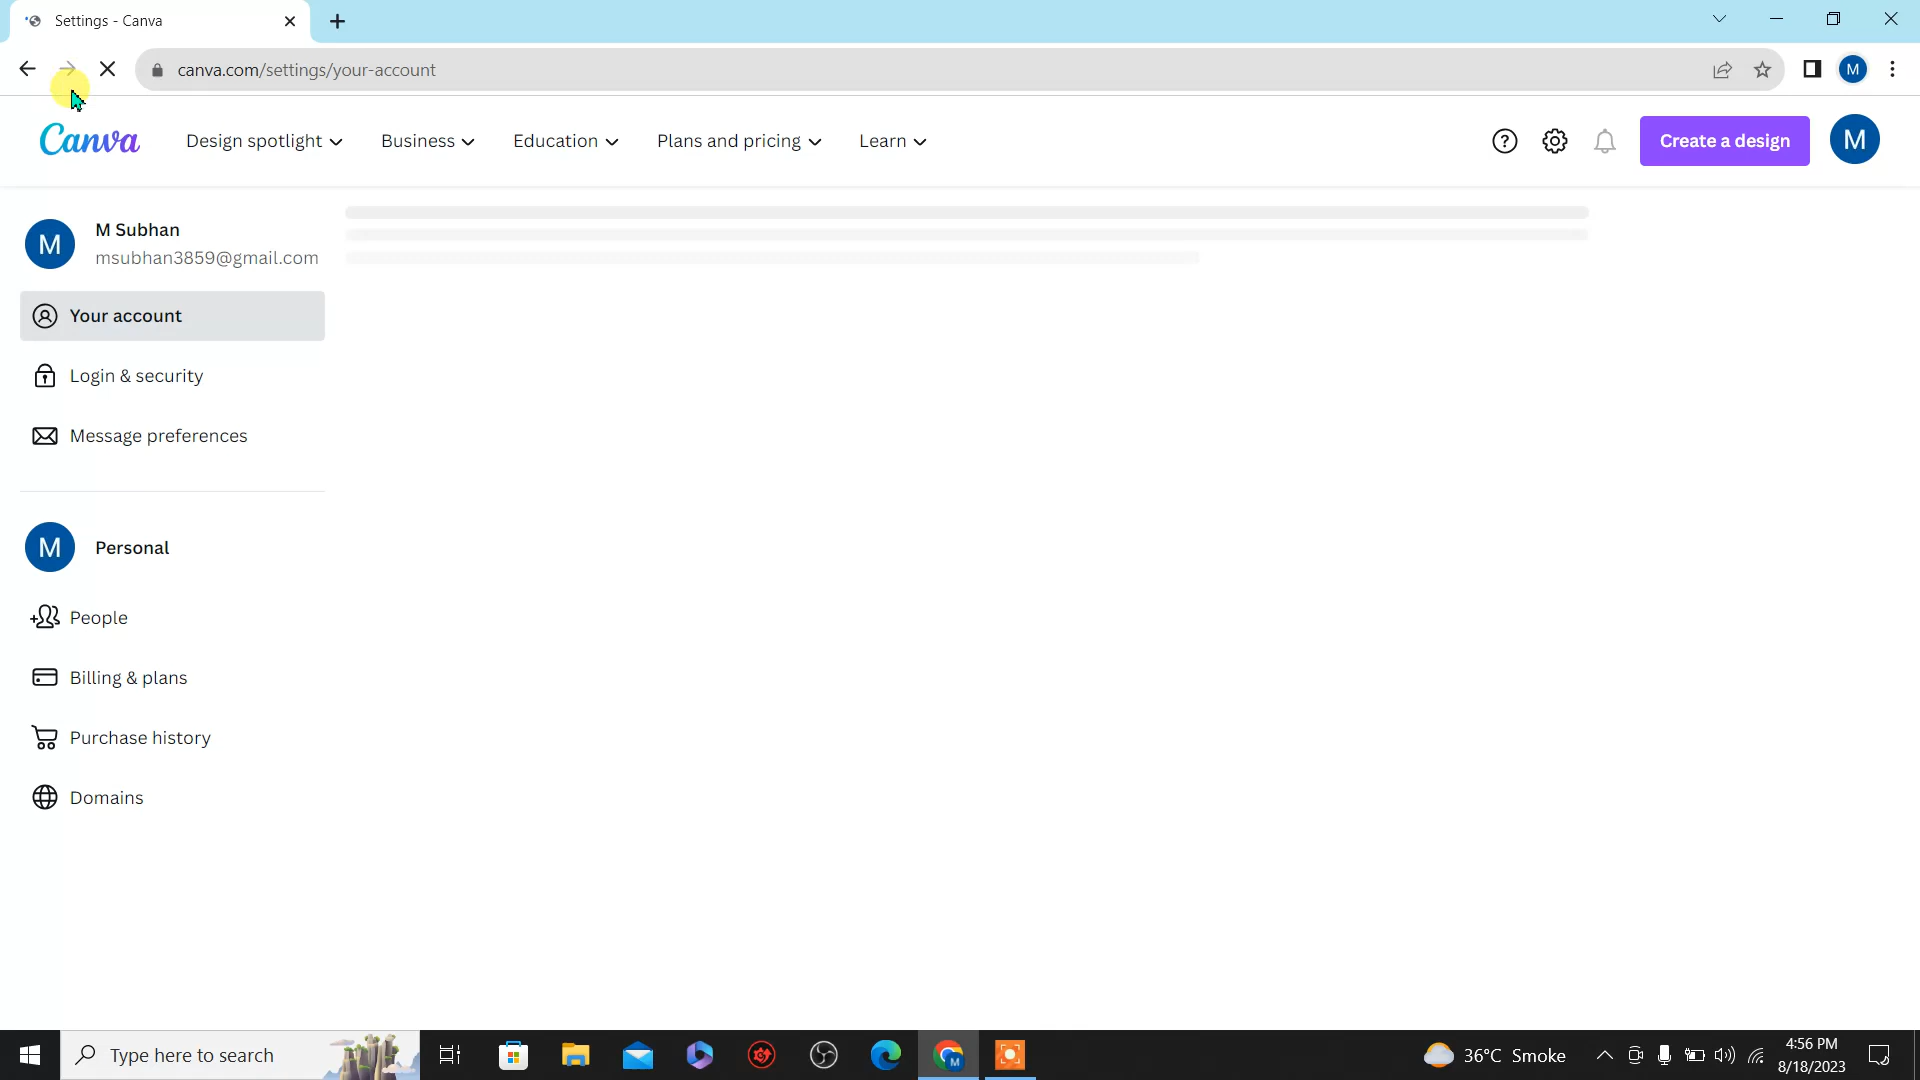 Settings - Canva
canva.com/settings/your-account
M
Canva
Design spotlight
Business
Education
Plans and pricing
Learn
Create a design
M
M
M Subhan
msubhan3859@gmail.com
Your account
Login & security
Message preferences
M
Personal
People
Billing & plans
Purchase history
Domains
Type here to search
M
36°C Smoke
4:56 PM
8/18/2023